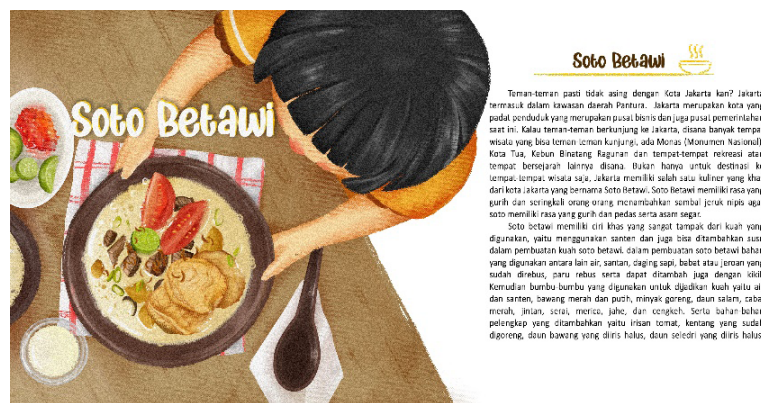 Soto Betawi
Soto Betawi
Teman-teman pasti tidak asing dengan Kota Jakarta kan? Jakarta
termasuk dalam kawasan daerah Pantura. Jakarta merupakan kota yang
padat penduduk yang merupakan pusat bisnis dan juga pusat pemerintahan
saat ini. Kalau teman-teman berkunjung ke Jakarta, disana banyak tempat
wisata yang bisa teman teman kunjungi, ada Monas (Monumen Nasional),
Kota Tua, Kebun Binatang Ragunan dan tempat-tempat rekreasi atau
tempat bersejarah lainnya disana. Bukan hanya untuk destinasi ke
tempat-tempat wisata saja, Jakarta memiliki salah satu kuliner yang khas
dari kota Jakarta yang bernama Soto Betawi. Soto Betawi memiliki rasa yang
gurih dan seringkali orang orang menambahkan sambal jeruk nipis agar
soto memiliki rasa yang gurih dan pedas serta asam segar.
Soto betawi memiliki ciri khas yang sangat tampak dari kuah yang
digunakan, yaitu menggunakan santen dan juga bisa ditambahkan susu
dalam pembuatan kuah soto betawi. dalam pembuatan soto betawi bahan
yang digunakan antara lain air, santan, daging sapi, babat atau jeroan yang
sudah direbus, paru rebus serta dapat ditambah juga dengan kikil.
Kemudian bumbu-bumbu yang digunakan untuk dijadikan kuah yaitu air
dan santen, bawang merah dan putih, minyak goreng, daun salam, cabai
merah, jintan, serai, merica, jahe, dan cengkeh. Serta bahan-bahan
pelengkap yang ditambahkan yaitu irisan tomat, kentang yang sudah
digoreng, daun bawang yang diiris halus, daun seledri yang diiris halus,